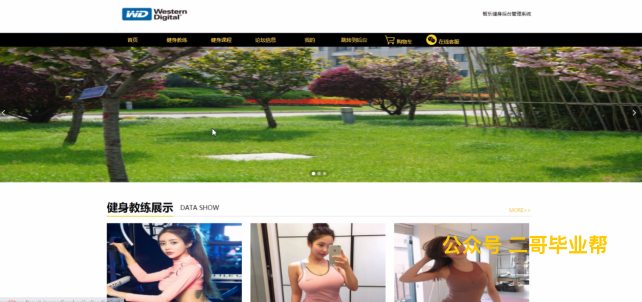 WD Western Digital
智乐健身后台管理系统
首页 健身教练 健身课程 论坛信息 我的 跳转到后台 购物车 在线客服
健身教练展示 DATA SHOW
MORE>>
公众号 二哥毕业帮